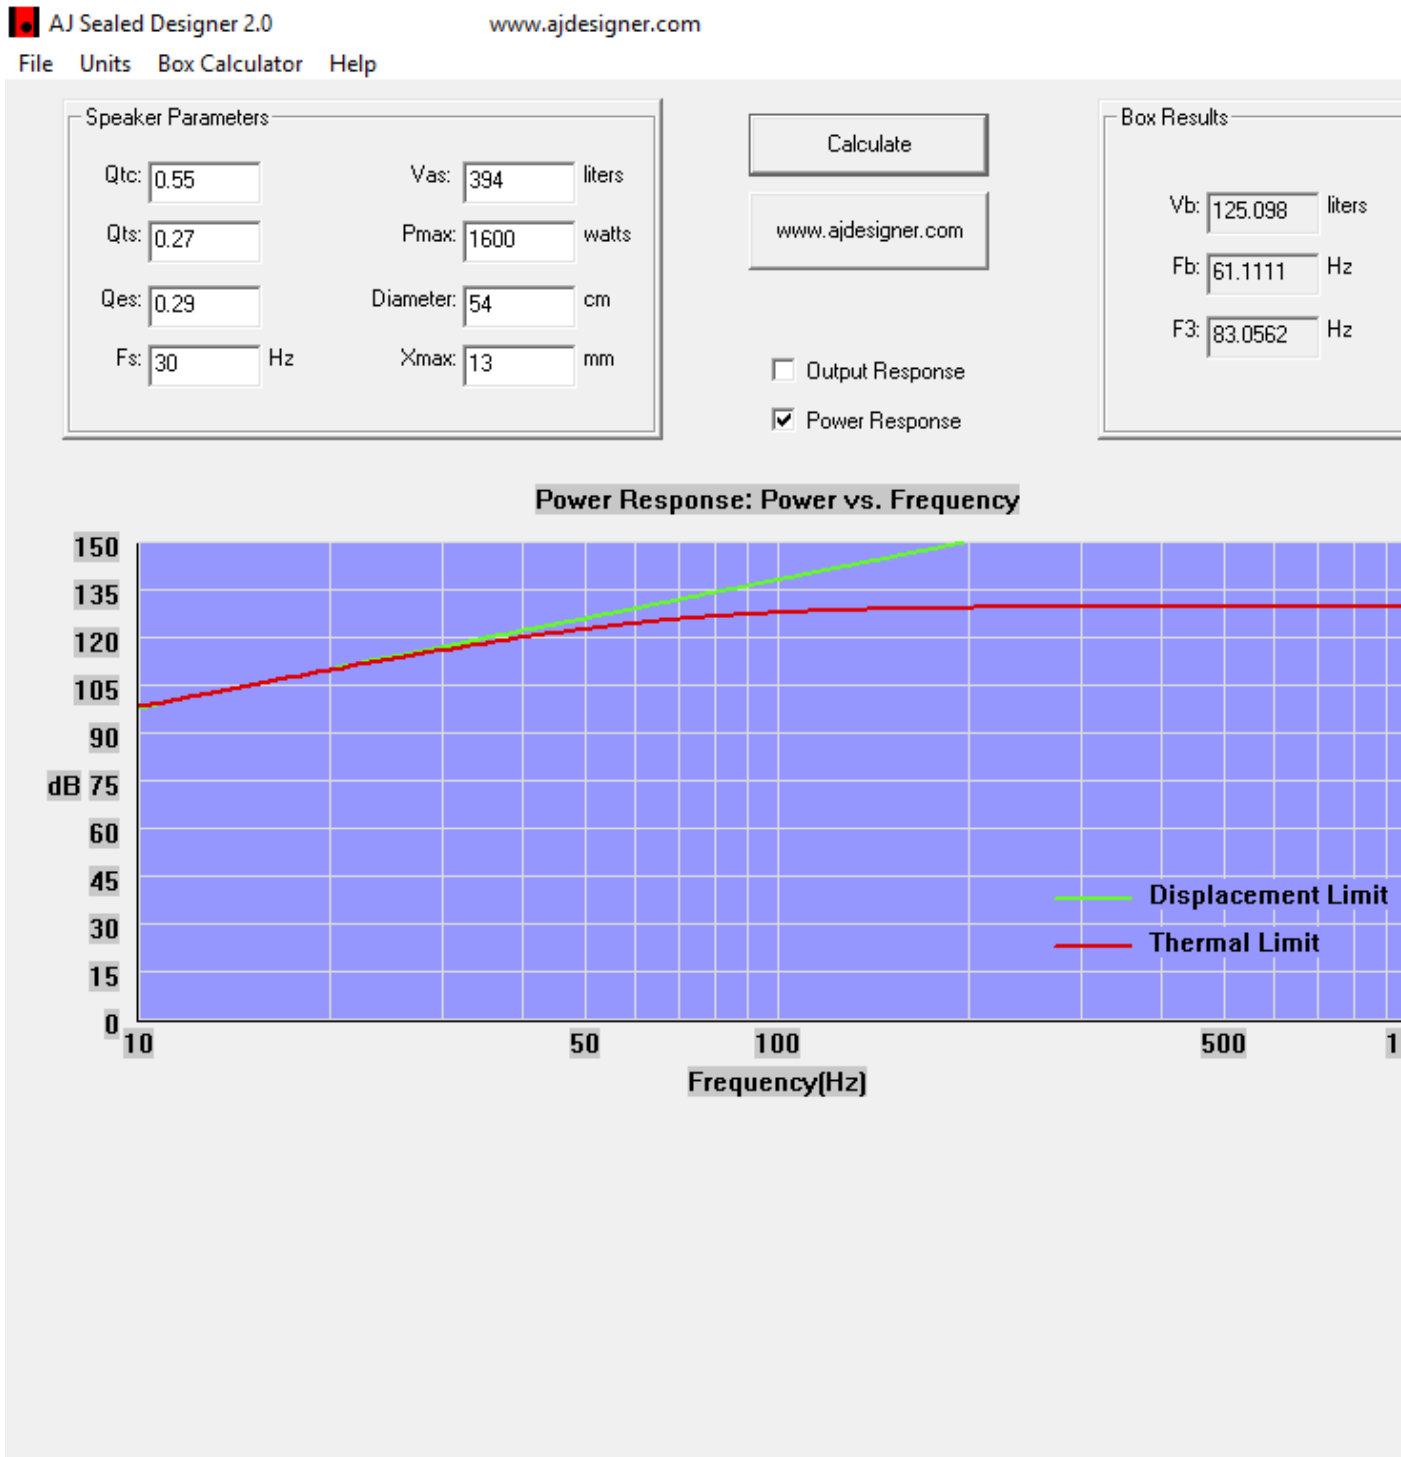 AJ Sealed Designer 2.0 www.ajdesigner.com
File Units Box Calculator Help
Speaker Parameters
Qtc: 0.55 Vas: 394 liters
Qts: 0.27 Pmax: 1600 watts
Qes: 0.29 Diameter: 54 cm
Fs: 30 Hz Xmax: 13 mm
Calculate
www.ajdesigner.com
Output Response
Power Response
Box Results
Vb: 125.098 liters
Fb: 61.1111 Hz
F3: 83.0562 Hz
Power Response: Power vs. Frequency
150
135
120
105
90
dB 75
60
45
30
15
0
Displacement Limit
Thermal Limit
10 50 100 500 1
Frequency(Hz)